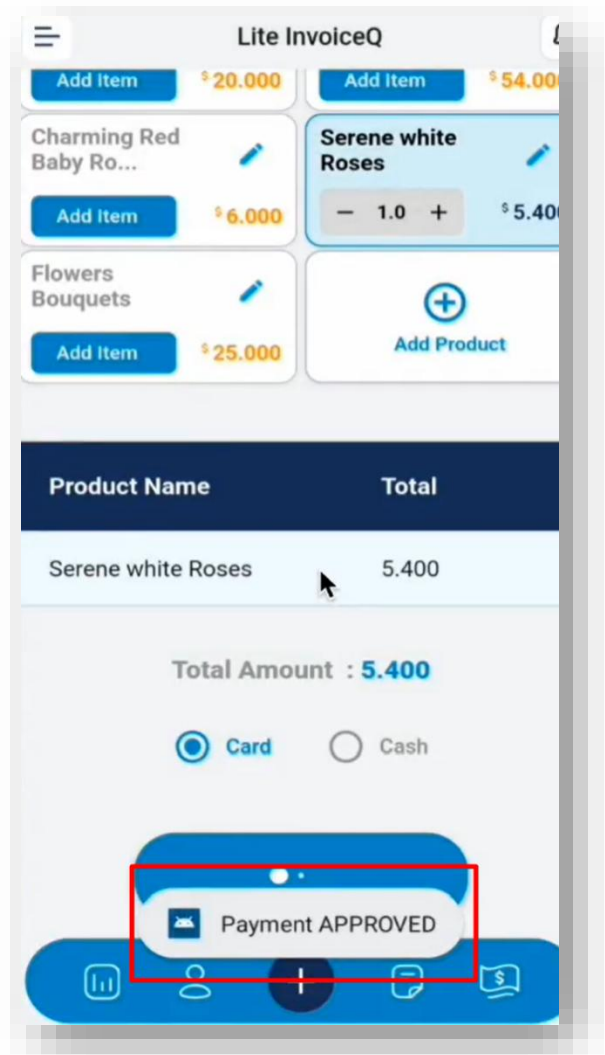 Lite InvoiceQ
Add Item $20.000
Add Item $54.00
Charming Red
Baby Ro...
Add Item $6.000
Serene white
Roses
− 1.0 + $5.40
Flowers
Bouquets
Add Item $25.000
Add Product
Product Name Total
Serene white Roses 5.400
Total Amount : 5.400
Card Cash
Payment APPROVED